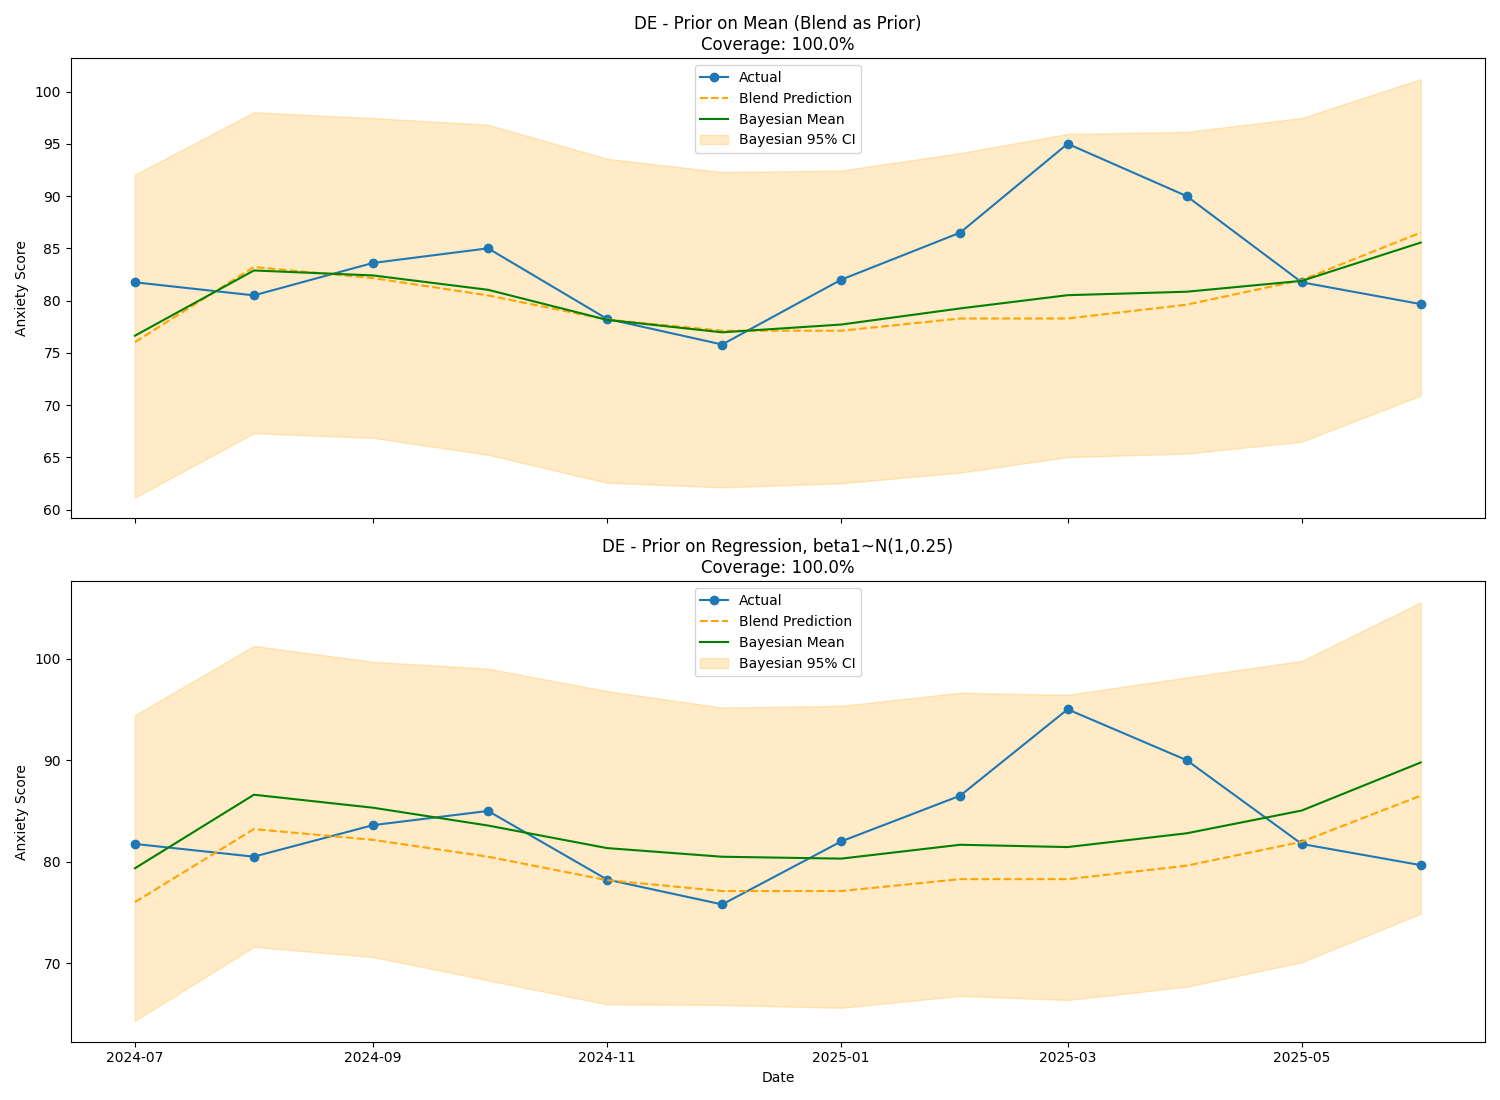 DE - Prior on Mean (Blend as Prior)
Coverage: 100.0%
Actual
Blend Prediction
Bayesian Mean
Bayesian 95% CI
Anxiety Score
100
95
90
85
80
75
70
65
60
DE - Prior on Regression, beta1~N(1,0.25)
Coverage: 100.0%
Actual
Blend Prediction
Bayesian Mean
Bayesian 95% CI
Anxiety Score
100
90
80
70
2024-07 2024-09 2024-11 2025-01 2025-03 2025-05
Date